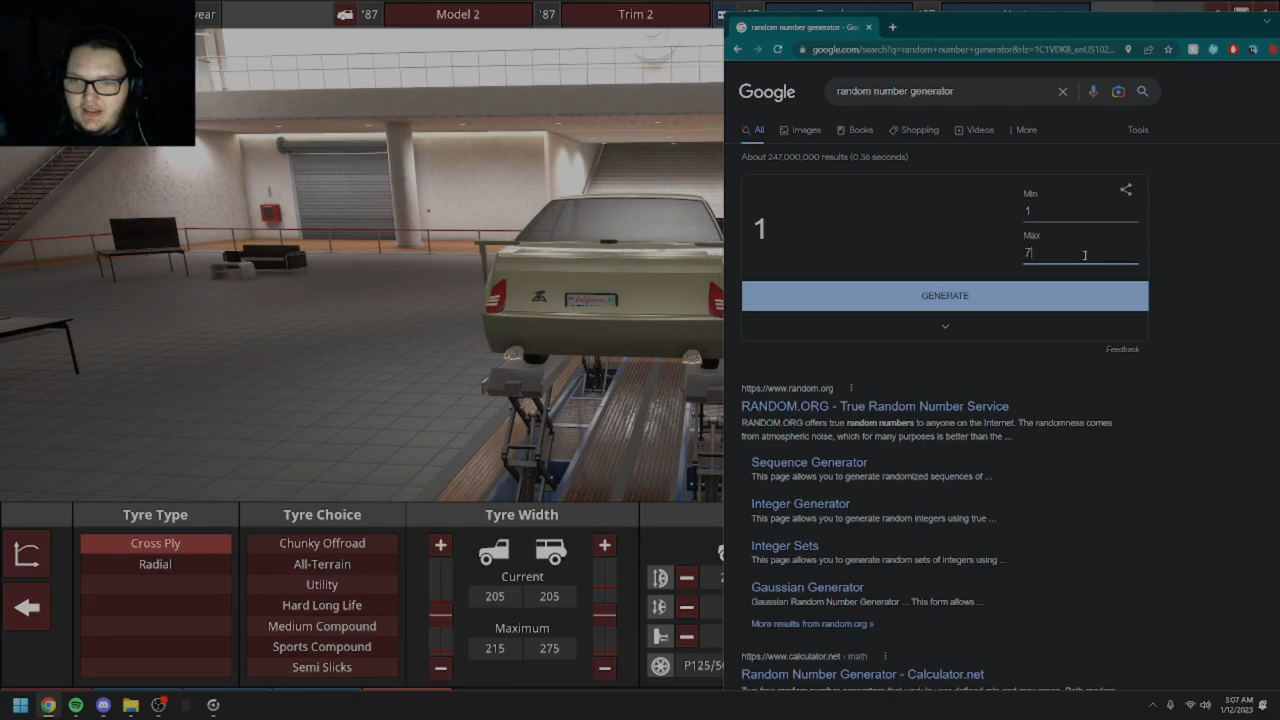 year
'87
Model 2
'87
Trim 2
'87
random number generator - Goo
google.com/search?q=random+number+generator&rlz=1C1VDKB_enUS102...
Google
random number generator
All
Images
Books
Shopping
Videos
More
Tools
About 247,000,000 results (0.36 seconds)
1
Min
1
Max
7
GENERATE
Feedback
https://www.random.org
RANDOM.ORG - True Random Number Service
RANDOM.ORG offers true random numbers to anyone on the Internet. The randomness comes
from atmospheric noise, which for many purposes is better than the ...
Sequence Generator
This page allows you to generate randomized sequences of ...
Integer Generator
This page allows you to generate random integers using true ...
Integer Sets
This page allows you to generate random sets of integers using ...
Gaussian Generator
Gaussian Random Number Generator ... This form allows ...
More results from random.org »
https://www.calculator.net › math
Random Number Generator - Calculator.net
California
Tyre Type
Tyre Choice
Tyre Width
Cross Ply
Radial
Chunky Offroad
All-Terrain
Utility
Hard Long Life
Medium Compound
Sports Compound
Semi Slicks
Current
205
205
Maximum
215
275
P125/50
5:07 AM
1/12/2023